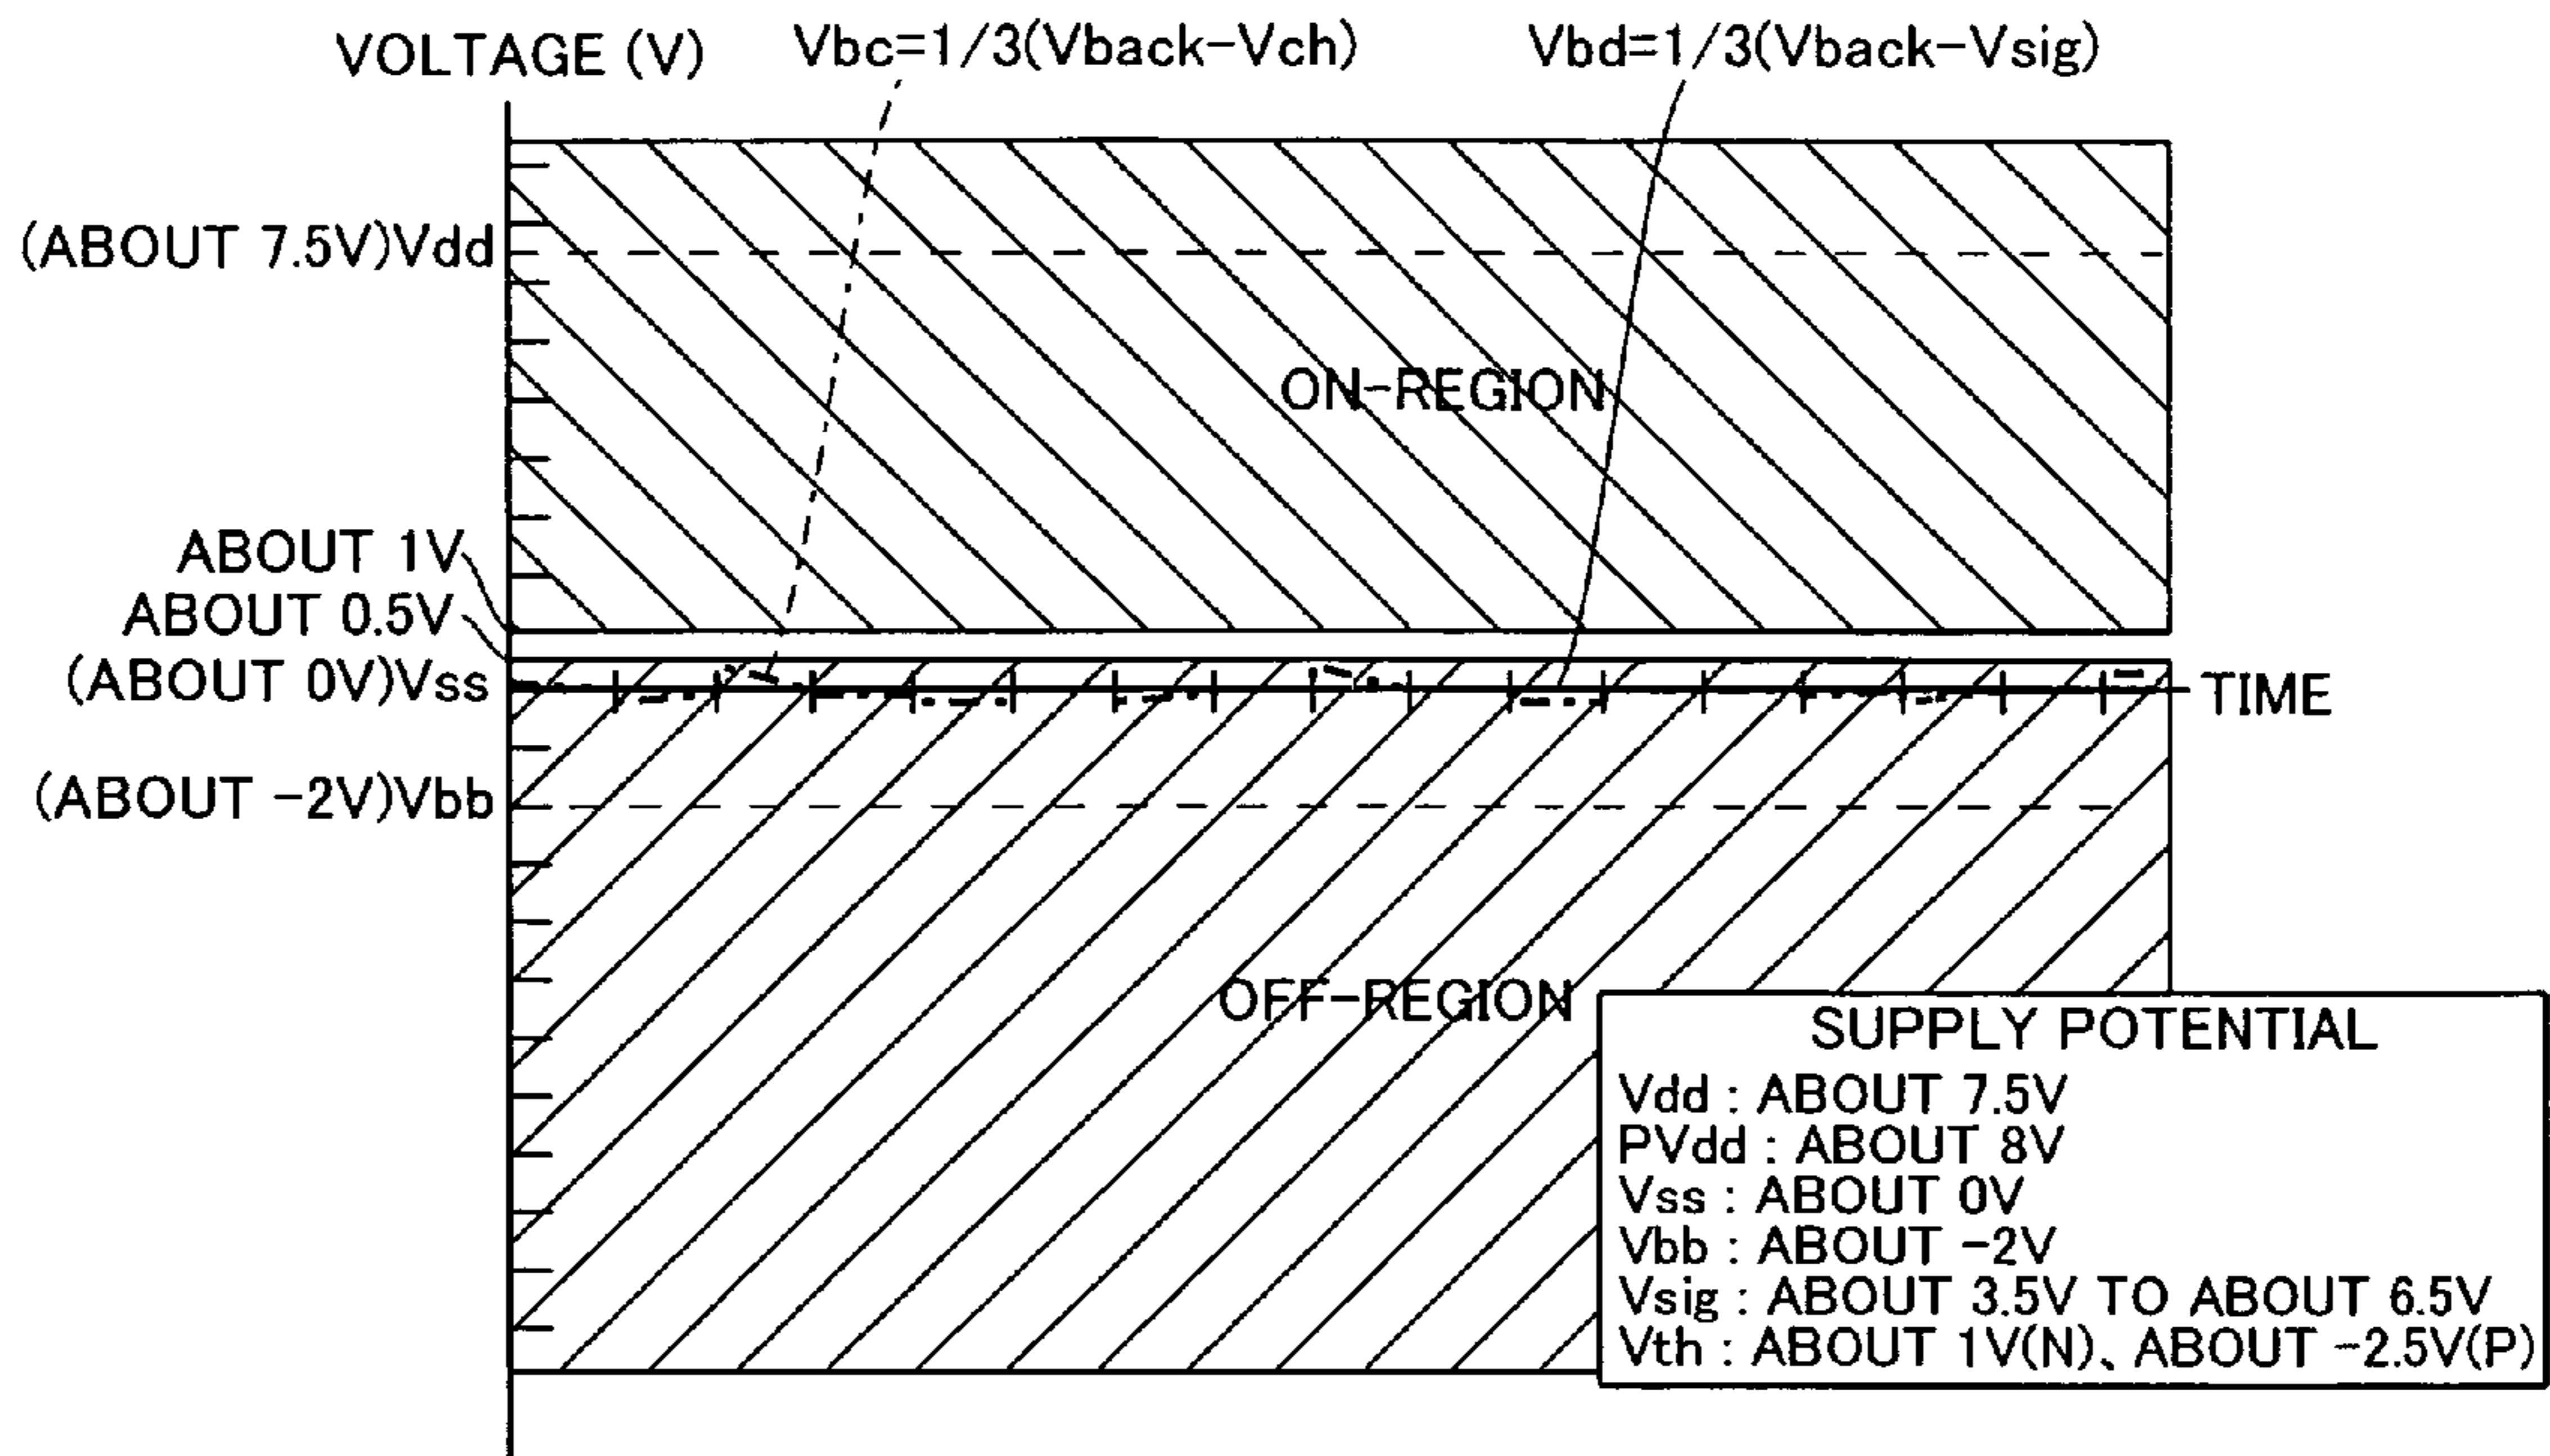 VOLTAGE (V)
Vbc=1/3(Vback-Vch)
Vbd=1/3(Vback-Vsig)
(ABOUT 7.5V)Vdd
ON-REGION
ABOUT 1V
ABOUT 0.5V
(ABOUT 0V)Vss
TIME
(ABOUT -2V)Vbb
OFF-REGION
SUPPLY POTENTIAL
Vdd : ABOUT 7.5V
PVdd : ABOUT 8V
Vss : ABOUT 0V
Vbb : ABOUT -2V
Vsig : ABOUT 3.5V TO ABOUT 6.5V
Vth : ABOUT 1V(N)、ABOUT -2.5V(P)